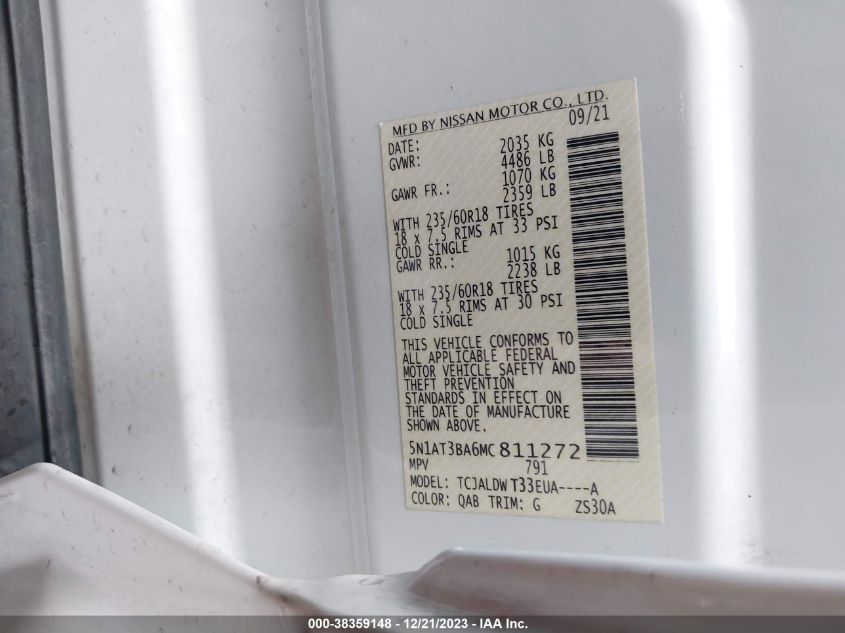 MFD BY NISSAN MOTOR CO., LTD.
DATE: 09/21
GVWR: 2035 KG
4486 LB
GAWR FR.: 1070 KG
2359 LB
WITH 235/60R18 TIRES
18 x 7.5 RIMS AT 33 PSI
COLD SINGLE
GAWR RR.: 1015 KG
2238 LB
WITH 235/60R18 TIRES
18 x 7.5 RIMS AT 30 PSI
COLD SINGLE
THIS VEHICLE CONFORMS TO
ALL APPLICABLE FEDERAL
MOTOR VEHICLE SAFETY AND
THEFT PREVENTION
STANDARDS IN EFFECT ON
THE DATE OF MANUFACTURE
SHOWN ABOVE.
5N1AT3BA6MC 811272
MPV 791
MODEL: TCJALDW T33EUA----A
COLOR: QAB TRIM: G ZS30A
000-38359148 - 12/21/2023 - IAA Inc.